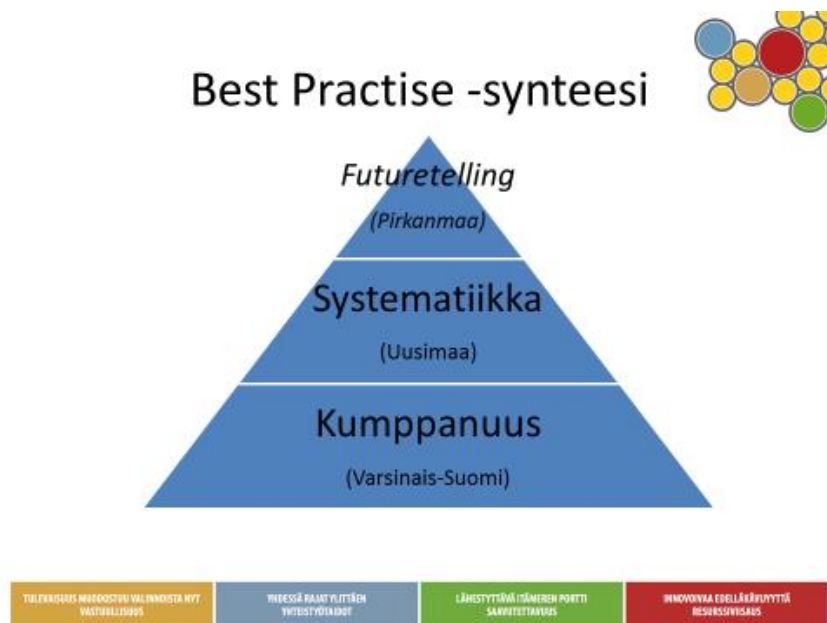 Best Practise -synteesi
Futuretelling
(Pirkanmaa)
Systematiikka
(Uusimaa)
Kumppanuus
(Varsinais-Suomi)
TULEVAISUUS MUODOSTUU VALINNOISTA NYT
VASTUULLISUUS
YHDESSÄ RAJAT YLITTÄEN
YHTEISTYÖTAIDOT
LÄHESTYTTÄVÄ ITÄMEREN PORTTI
SAAVUTETTAVUUS
INNOVOIVAA EDELLÄKÄVIJYYTTÄ
RESURSSIVIISAUS